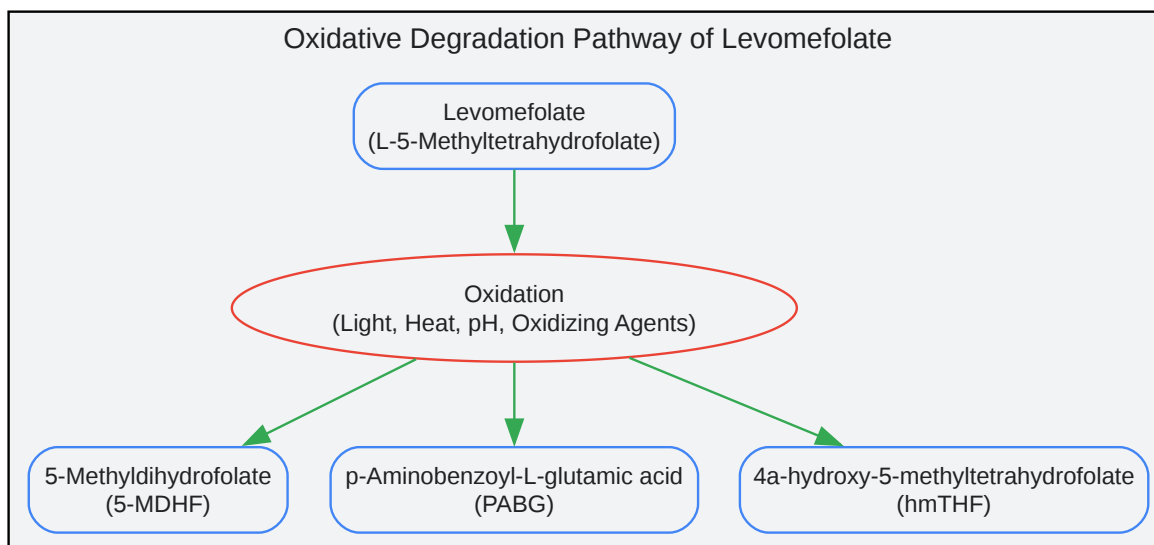 Oxidative Degradation Pathway of Levomefolate
Levomefolate
(L-5-Methyltetrahydrofolate)
Oxidation
(Light, Heat, pH, Oxidizing Agents)
5-Methyldihydrofolate
(5-MDHF)
p-Aminobenzoyl-L-glutamic acid
(PABG)
4a-hydroxy-5-methyltetrahydrofolate
(hmTHF)